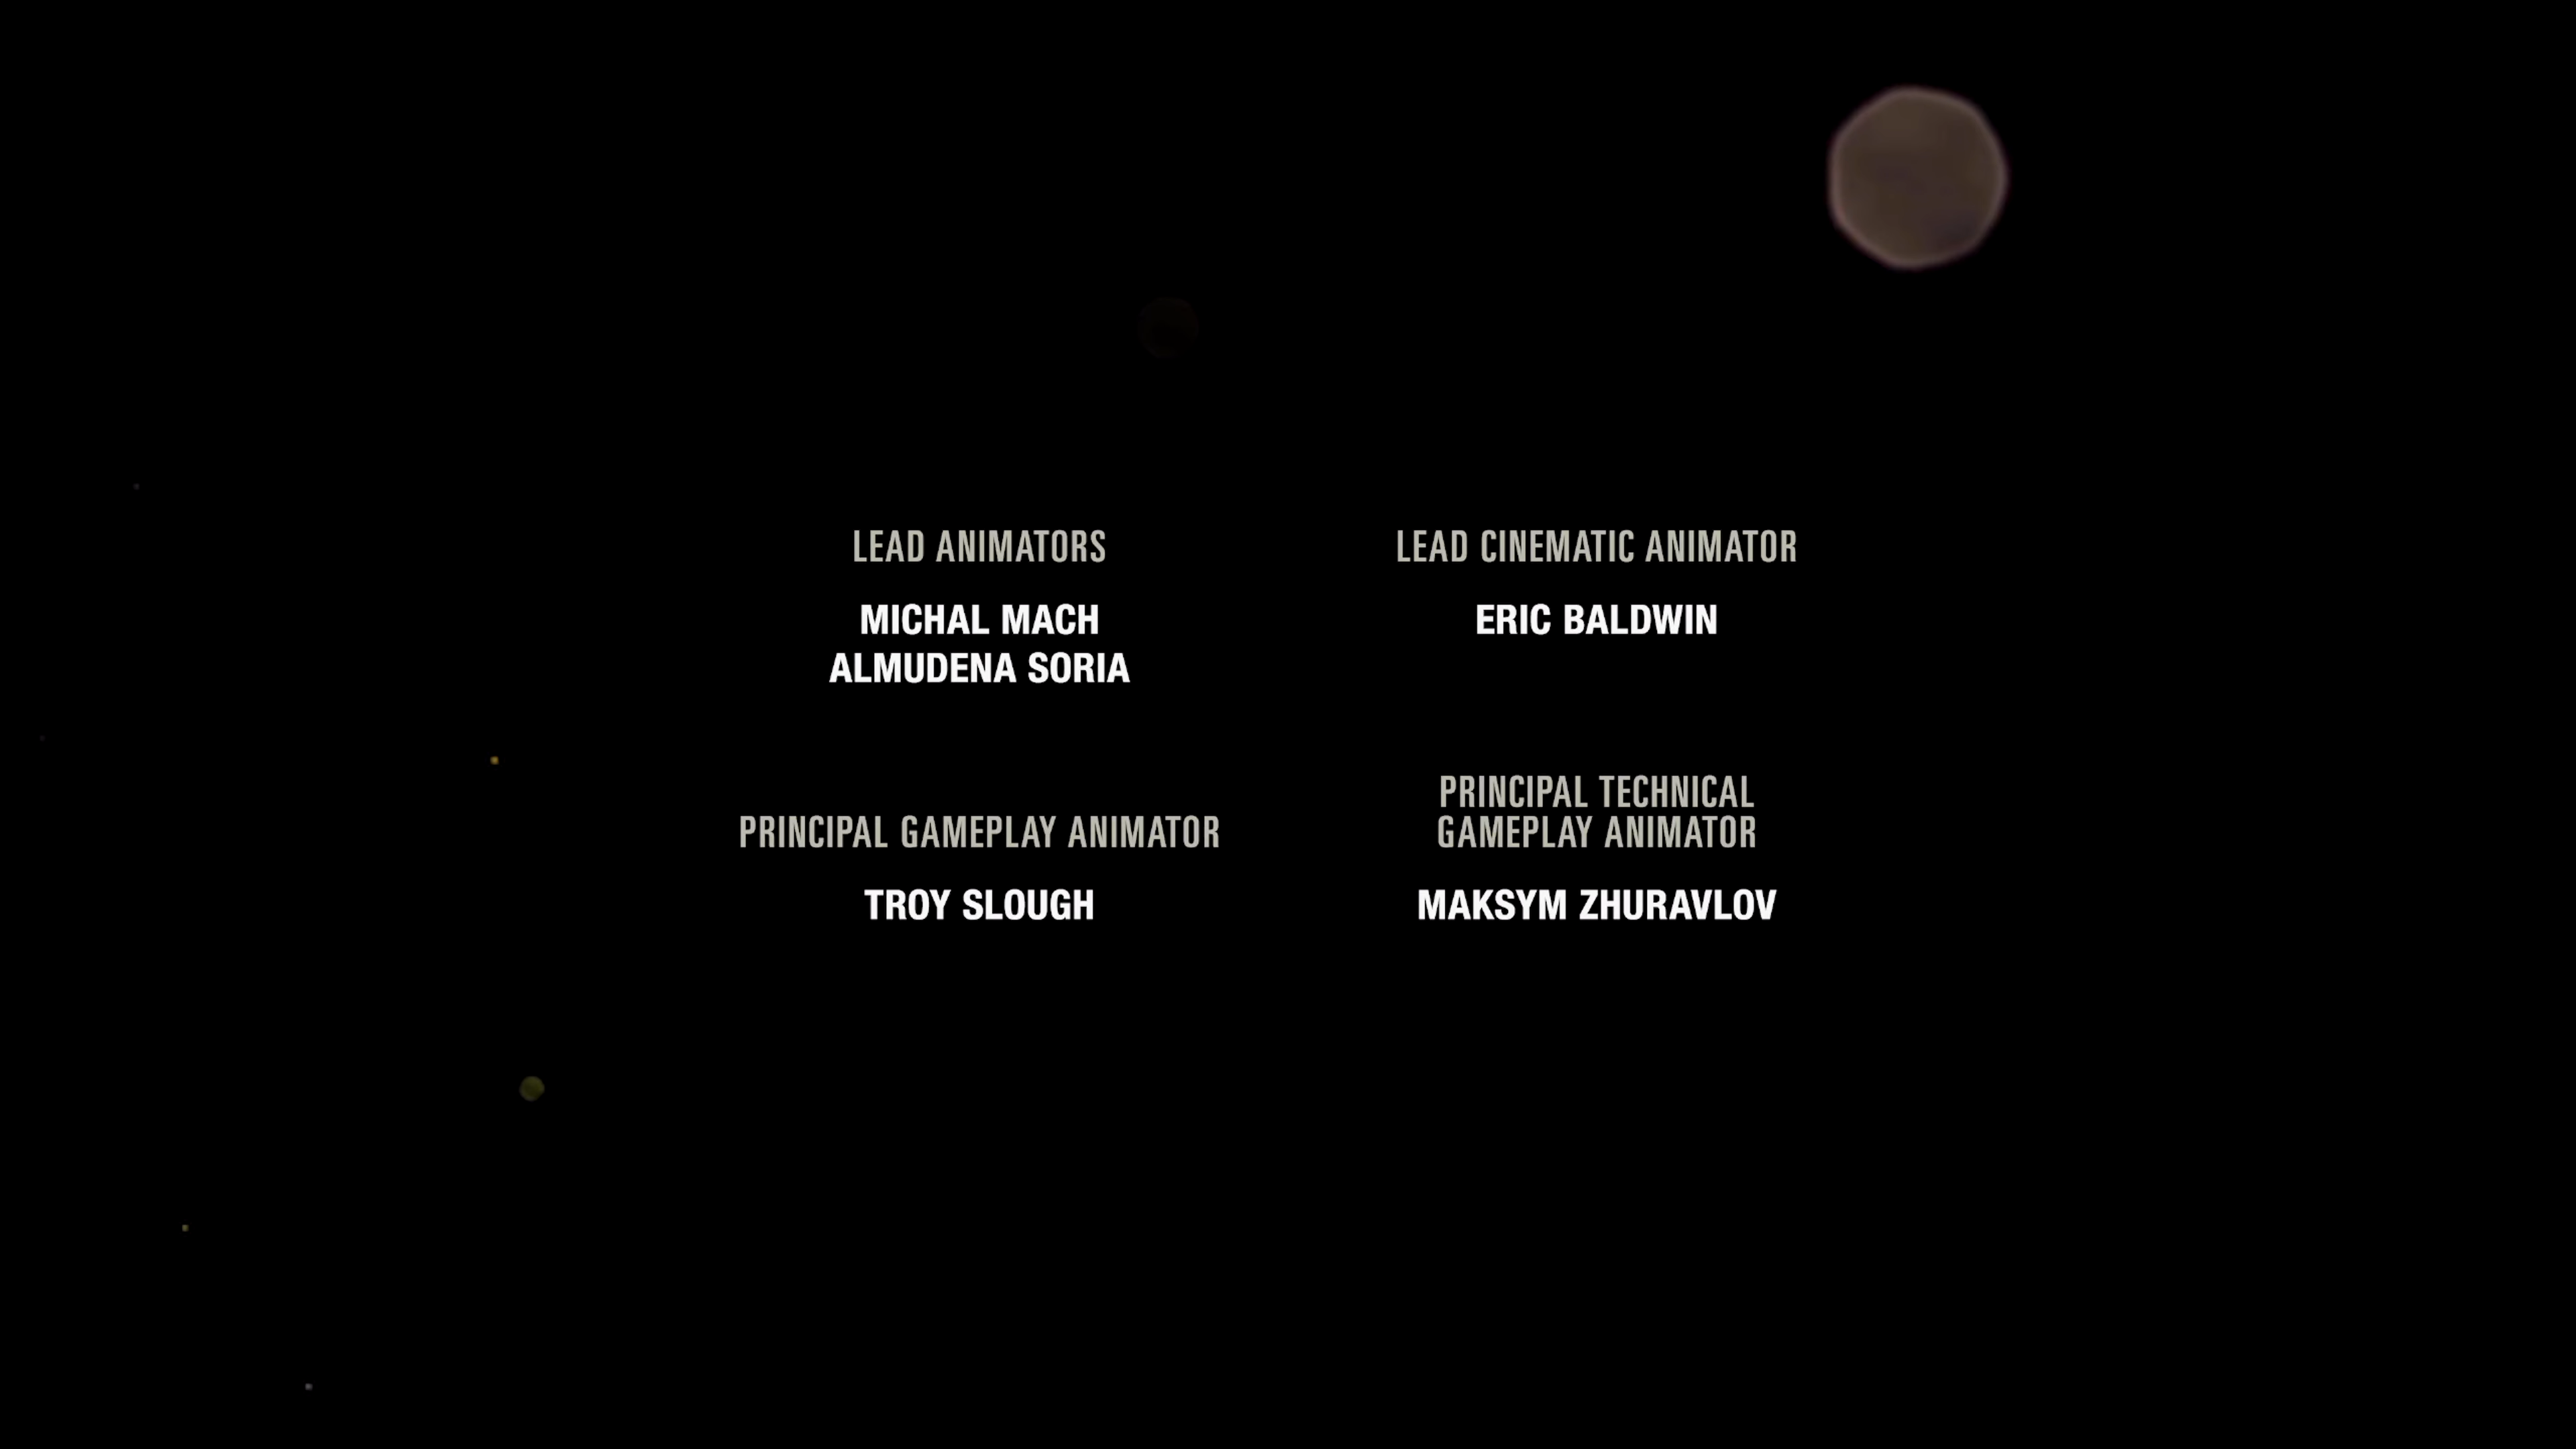 LEAD ANIMATORS
MICHAL MACH
ALMUDENA SORIA
LEAD CINEMATIC ANIMATOR
ERIC BALDWIN
PRINCIPAL GAMEPLAY ANIMATOR
TROY SLOUGH
PRINCIPAL TECHNICAL
GAMEPLAY ANIMATOR
MAKSYM ZHURAVLOV